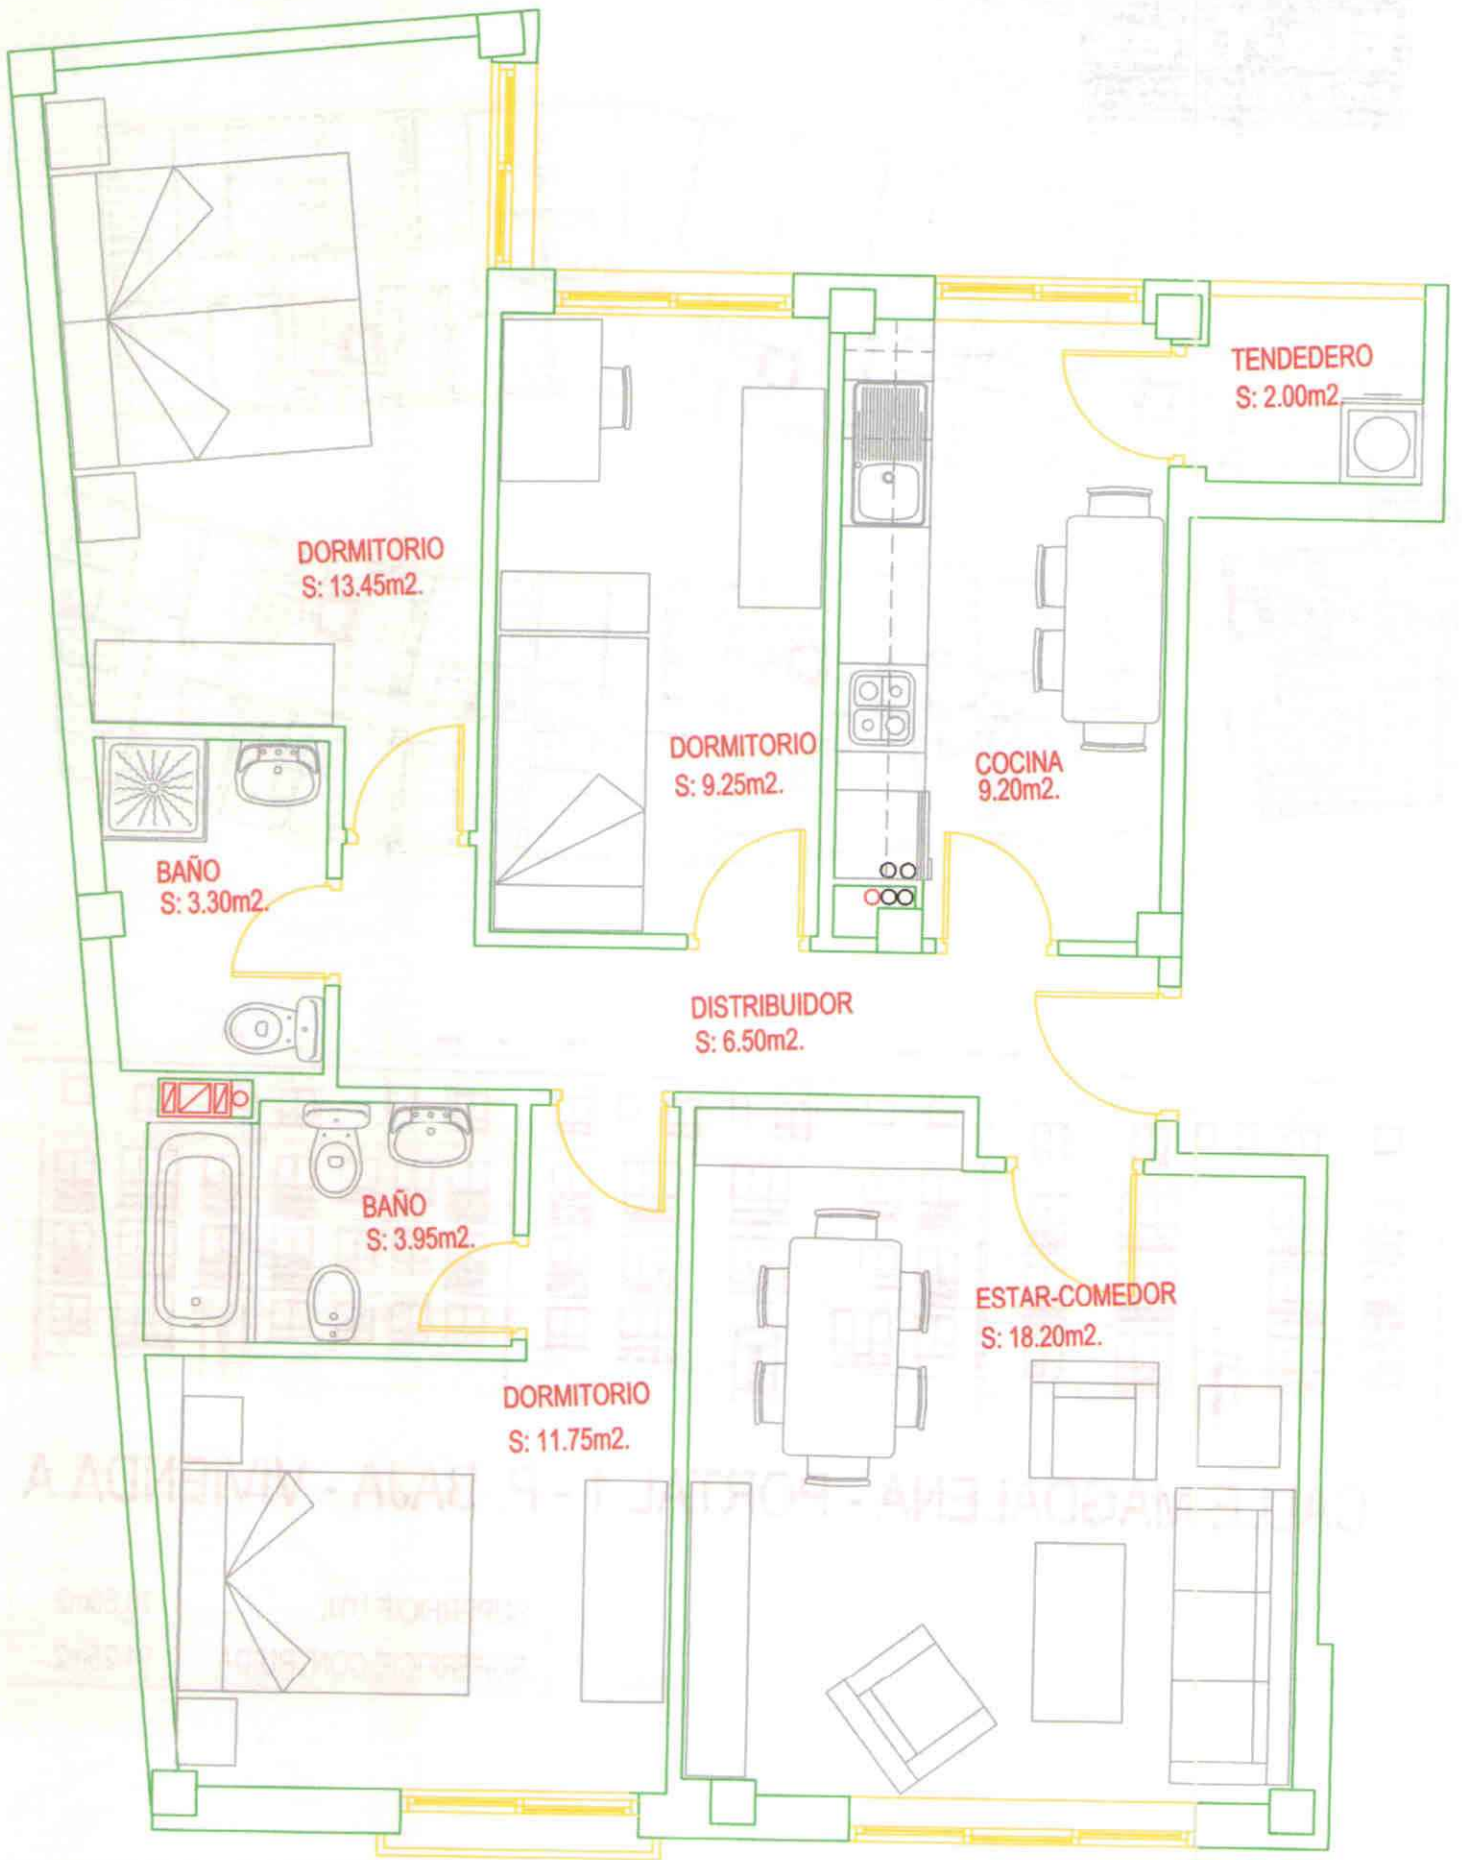 TENDEDERO
S: 2.00m2.
DORMITORIO
S: 13.45m2.
DORMITORIO
S: 9.25m2.
COCINA
9.20m2.
BAÑO
S: 3.30m2.
DISTRIBUIDOR
S: 6.50m2.
BAÑO
S: 3.95m2.
ESTAR-COMEDOR
S: 18.20m2.
DORMITORIO
S: 11.75m2.